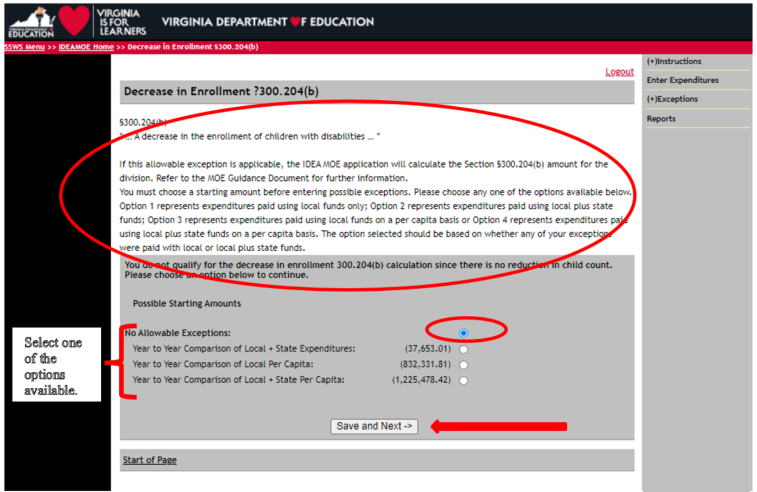 EDUCATION
VIRGINIA
IS FOR
LEARNERS
VIRGINIA DEPARTMENT F EDUCATION
SSWS Menu >> IDEAMOE Home >> Decrease in Enrollment §300.204(b)
(+)Instructions
Enter Expenditures
(+)Exceptions
Reports
Logout
Decrease in Enrollment ?300.204(b)
§300.204(b)
"... A decrease in the enrollment of children with disabilities ... "
If this allowable exception is applicable, the IDEA MOE application will calculate the Section §300.204(b) amount for the
division. Refer to the MOE Guidance Document for further information.
You must choose a starting amount before entering possible exceptions. Please choose any one of the options available below.
Option 1 represents expenditures paid using local funds only; Option 2 represents expenditures paid using local plus state
funds; Option 3 represents expenditures paid using local funds on a per capita basis or Option 4 represents expenditures paid
using local plus state funds on a per capita basis. The option selected should be based on whether any of your exceptions
were paid with local or local plus state funds.
You do not qualify for the decrease in enrollment 300.204(b) calculation since there is no reduction in child count.
Please choose an option below to continue.
Possible Starting Amounts
No Allowable Exceptions:
Year to Year Comparison of Local + State Expenditures: (37,653.01)
Year to Year Comparison of Local Per Capita: (832,331.81)
Year to Year Comparison of Local + State Per Capita: (1,225,478.42)
Select one
of the
options
available.
Save and Next ->
Start of Page